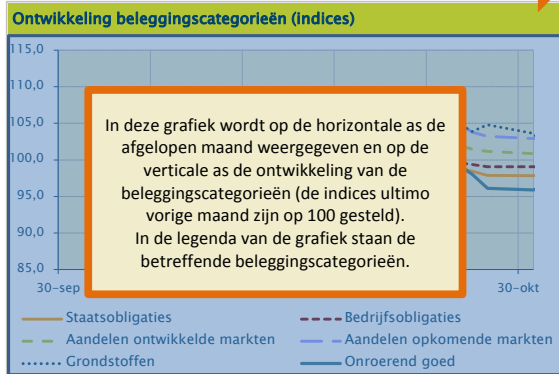 Ontwikkeling beleggingscategorieën (indices)
115,0
110,0
105,0
100,0
95,0
90,0
85,0
In deze grafiek wordt op de horizontale as de
afgelopen maand weergegeven en op de
verticale as de ontwikkeling van de
beleggingscategorieën (de indices ultimo
vorige maand zijn op 100 gesteld).
In de legenda van de grafiek staan de
betreffende beleggingscategorieën.
30-sep 30-okt
Staatsobligaties Bedrijfsobligaties
Aandelen ontwikkelde markten Aandelen opkomende markten
Grondstoffen Onroerend goed